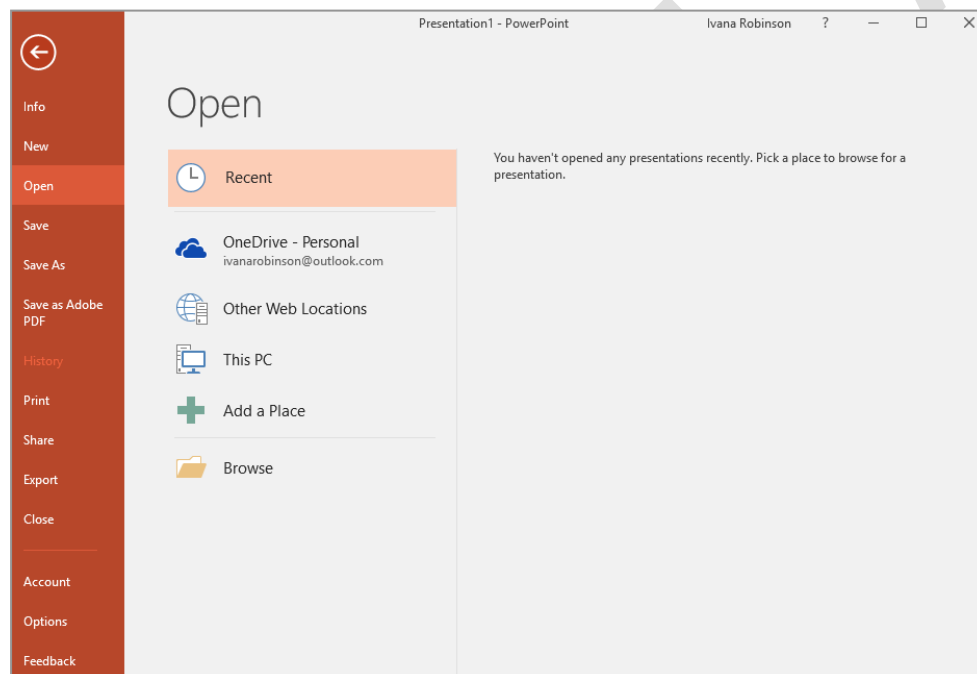 Presentation1 - PowerPoint
Ivana Robinson
?
Info
New
Open
Save
Save As
Save as Adobe
PDF
History
Print
Share
Export
Close
Account
Options
Feedback
Open
Recent
OneDrive - Personal
ivanarobinson@outlook.com
Other Web Locations
This PC
Add a Place
Browse
You haven't opened any presentations recently. Pick a place to browse for a
presentation.